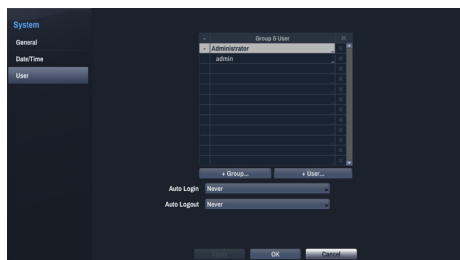 System
General
Date/Time
User
- Group & User
- Administrator
admin
+ Group... + User...
Auto Login Never
Auto Logout Never
Apply OK Cancel